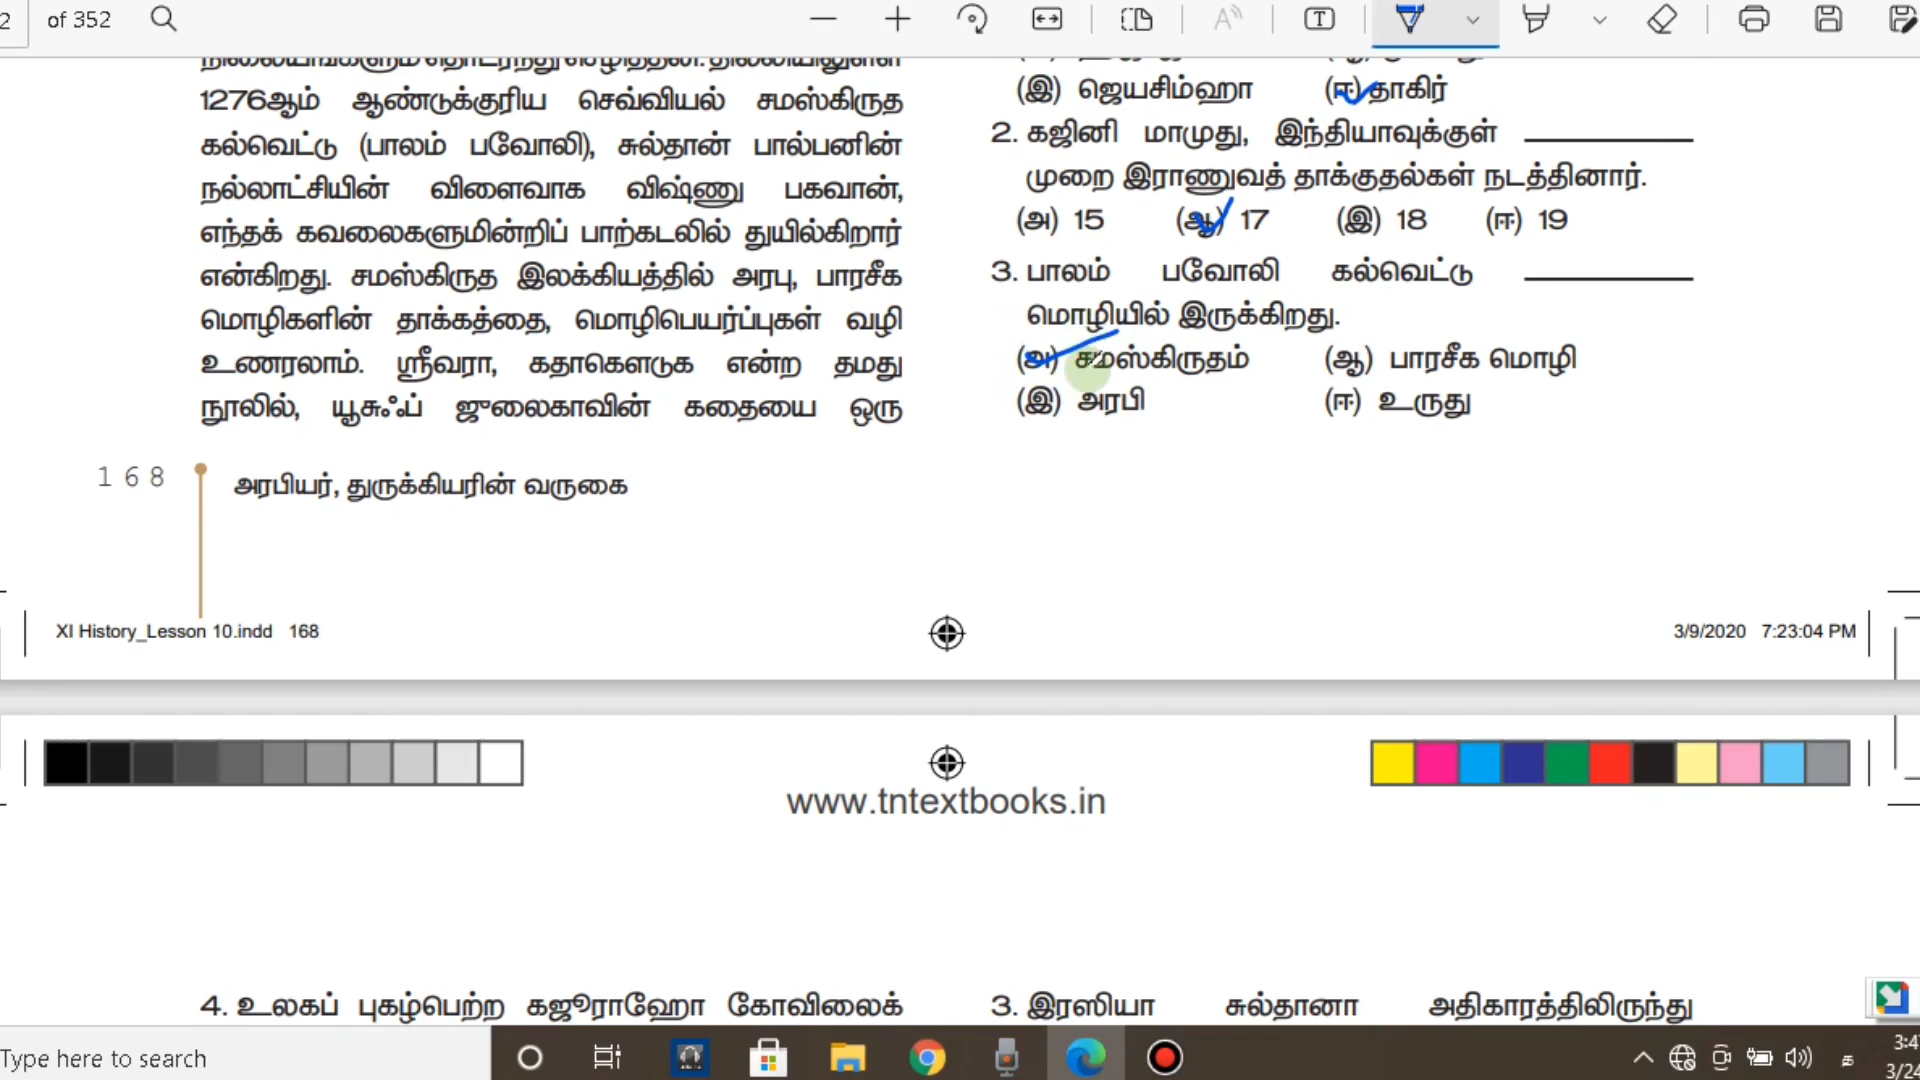 2
of 352
1276ஆம் ஆண்டுக்குரிய செவ்வியல் சமஸ்கிருத
கல்வெட்டு (பாலம் பவோலி), சுல்தான் பால்பனின்
நல்லாட்சியின் விளைவாக விஷ்ணு பகவான்,
எந்தக் கவலைகளுமின்றிப் பாற்கடலில் துயில்கிறார்
என்கிறது. சமஸ்கிருத இலக்கியத்தில் அரபு, பாரசீக
மொழிகளின் தாக்கத்தை, மொழிபெயர்ப்புகள் வழி
உணரலாம். ஸ்ரீவரா, கதாகௌடுக என்ற தமது
நூலில், யூசுஃப் ஜுலைகாவின் கதையை ஒரு
(இ) ஜெயசிம்ஹா (ஈ) தாகிர்
2. கஜினி மாமுது, இந்தியாவுக்குள் ________
முறை இராணுவத் தாக்குதல்கள் நடத்தினார்.
(அ) 15 (ஆ) 17 (இ) 18 (ஈ) 19
3. பாலம் பவோலி கல்வெட்டு ________
மொழியில் இருக்கிறது.
(அ) சமஸ்கிருதம் (ஆ) பாரசீக மொழி
(இ) அரபி (ஈ) உருது
168
அரபியர், துருக்கியரின் வருகை
XI History_Lesson 10.indd 168
3/9/2020 7:23:04 PM
www.tntextbooks.in
4. உலகப் புகழ்பெற்ற கஜூராஹோ கோவிலைக்
3. இரஸியா சுல்தானா அதிகாரத்திலிருந்து
Type here to search
3:4
3/24